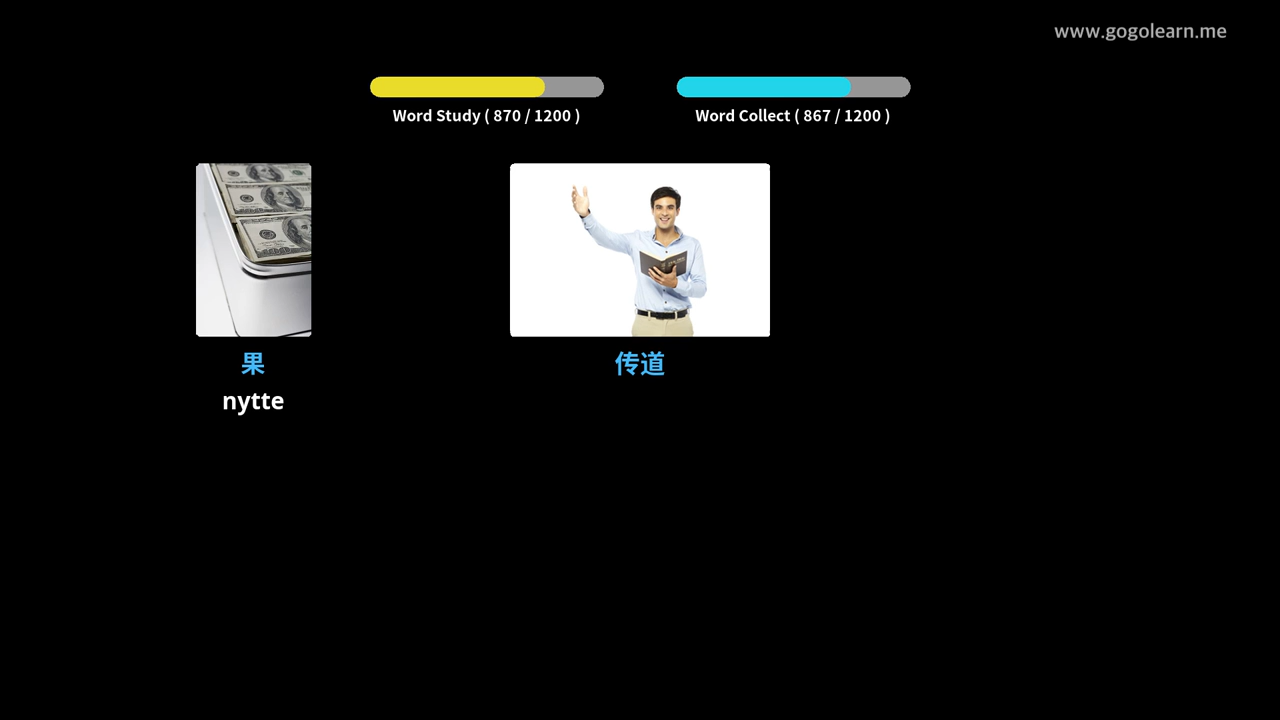 www.gogolearn.me
Word Study ( 870 / 1200 )
Word Collect ( 867 / 1200 )
果
nytte
传道